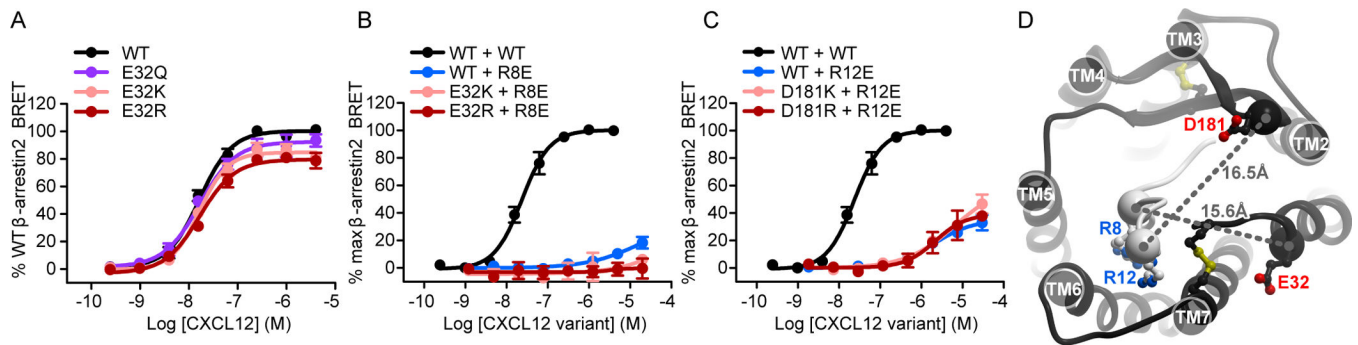 A
WT
E32Q
E32K
E32R
% WT β-arrestin2 BRET
120
100
80
60
40
20
0
-10 -9 -8 -7 -6 -5
Log [CXCL12] (M)
B
WT + WT
WT + R8E
E32K + R8E
E32R + R8E
% max β-arrestin2 BRET
120
100
80
60
40
20
0
-10 -9 -8 -7 -6 -5 -4
Log [CXCL12 variant] (M)
C
WT + WT
WT + R12E
D181K + R12E
D181R + R12E
% max β-arrestin2 BRET
120
100
80
60
40
20
0
-10 -9 -8 -7 -6 -5 -4
Log [CXCL12 variant] (M)
D
TM3
TM4
D181
TM2
16.5Å
TM5
15.6Å
R8
R12
E32
TM6
TM7